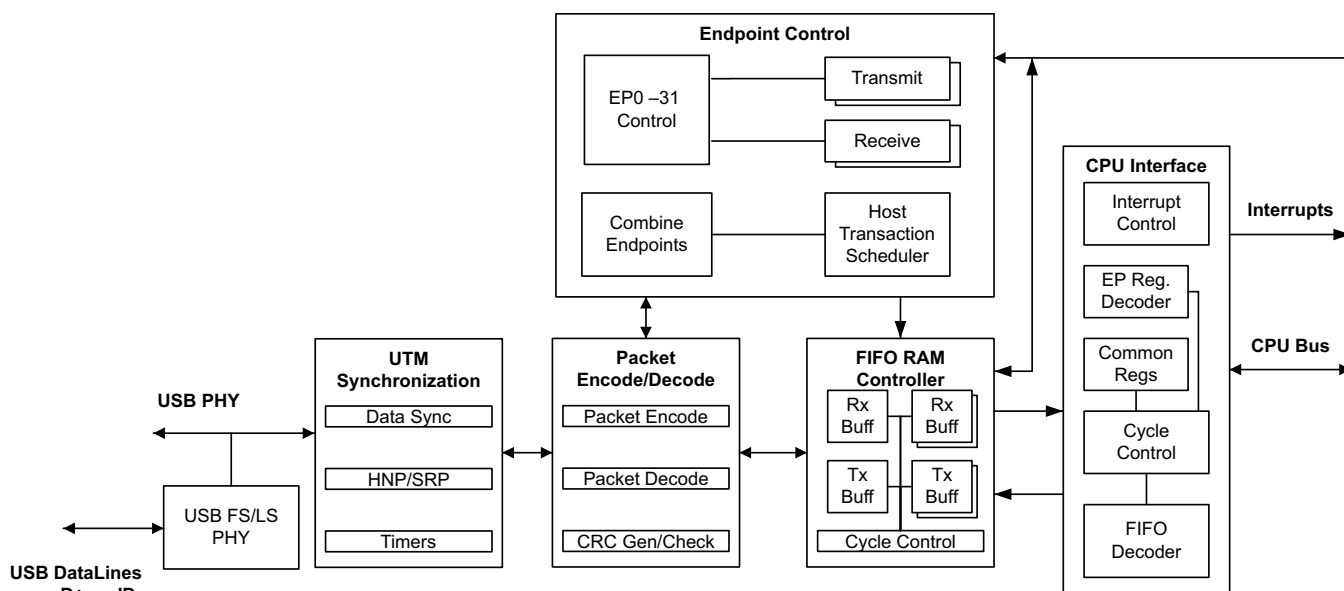 Endpoint Control
EP0 –31
Control
Transmit
Receive
Combine
Endpoints
Host
Transaction
Scheduler
CPU Interface
Interrupt
Control
Interrupts
EP Reg.
Decoder
Common
Regs
CPU Bus
Cycle
Control
FIFO
Decoder
UTM
Synchronization
Data Sync
HNP/SRP
Timers
Packet
Encode/Decode
Packet Encode
Packet Decode
CRC Gen/Check
FIFO RAM
Controller
Rx
Buff
Rx
Buff
Tx
Buff
Tx
Buff
Cycle Control
USB PHY
USB FS/LS
PHY
USB DataLines